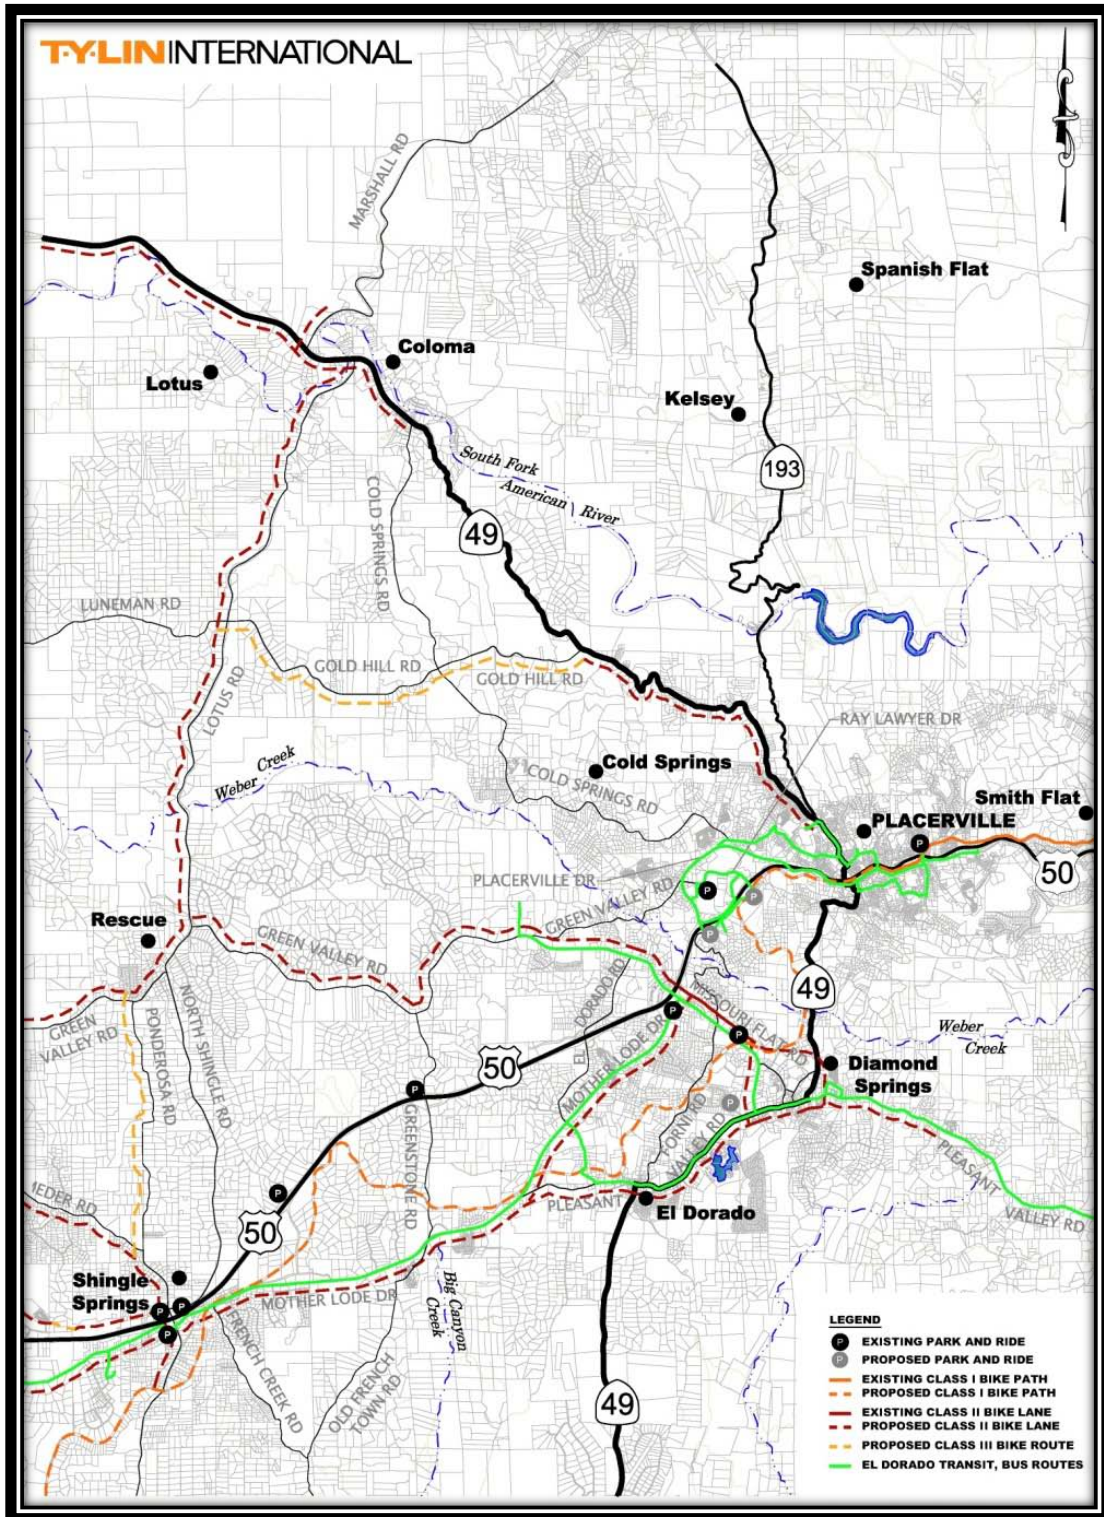 T·Y·LIN INTERNATIONAL
MARSHALL RD
Spanish Flat
Coloma
Lotus
Kelsey
South Fork
American River
193
COLD SPRINGS RD
49
LUNEMAN RD
GOLD HILL RD
GOLD HILL RD
LOTUS RD
RAY LAWYER DR
Weber Creek
Cold Springs
COLD SPRINGS RD
Smith Flat
PLACERVILLE
P
50
PLACERVILLE DR
P
P
GREEN VALLEY RD
Rescue
P
GREEN VALLEY RD
49
MISSOURI FLAT RD
NORTH SHINGLE RD
PONDEROSA RD
GREEN
VALLEY RD
EL DORADO RD
P
MOTHER LODE DR
P
Weber
Creek
50
Diamond
Springs
P
GREENSTONE RD
P
FORNI RD
PLEASANT
VALLEY RD
PLEASANT
VALLEY RD
MEDER RD
P
El Dorado
50
Shingle
Springs
P
P
P
MOTHER LODE DR
Big Canyon
Creek
FRENCH CREEK RD
OLD FRENCH
TOWN RD
49
LEGEND
P EXISTING PARK AND RIDE
P PROPOSED PARK AND RIDE
EXISTING CLASS I BIKE PATH
PROPOSED CLASS I BIKE PATH
EXISTING CLASS II BIKE LANE
PROPOSED CLASS II BIKE LANE
PROPOSED CLASS III BIKE ROUTE
EL DORADO TRANSIT, BUS ROUTES